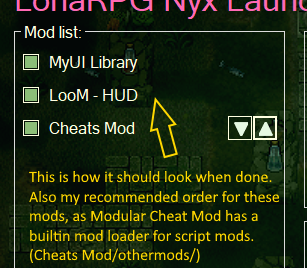 LonaRPG Nyx Launc
Mod list:
MyUI Library
LooM - HUD
Cheats Mod
This is how it should look when done.
Also my recommended order for these
mods, as Modular Cheat Mod has a
builtin mod loader for script mods.
(Cheats Mod/othermods/)